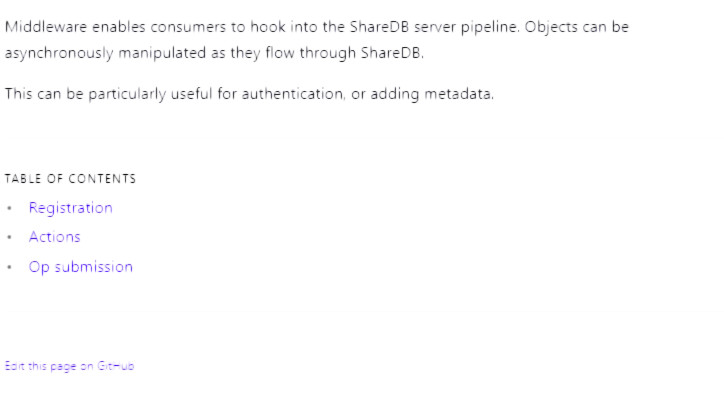 Middleware enables consumers to hook into the ShareDB server pipeline. Objects can be
asynchronously manipulated as they flow through ShareDB.
This can be particularly useful for authentication, or adding metadata.
TABLE OF CONTENTS
Registration
Actions
Op submission
Edit this page on GitHub